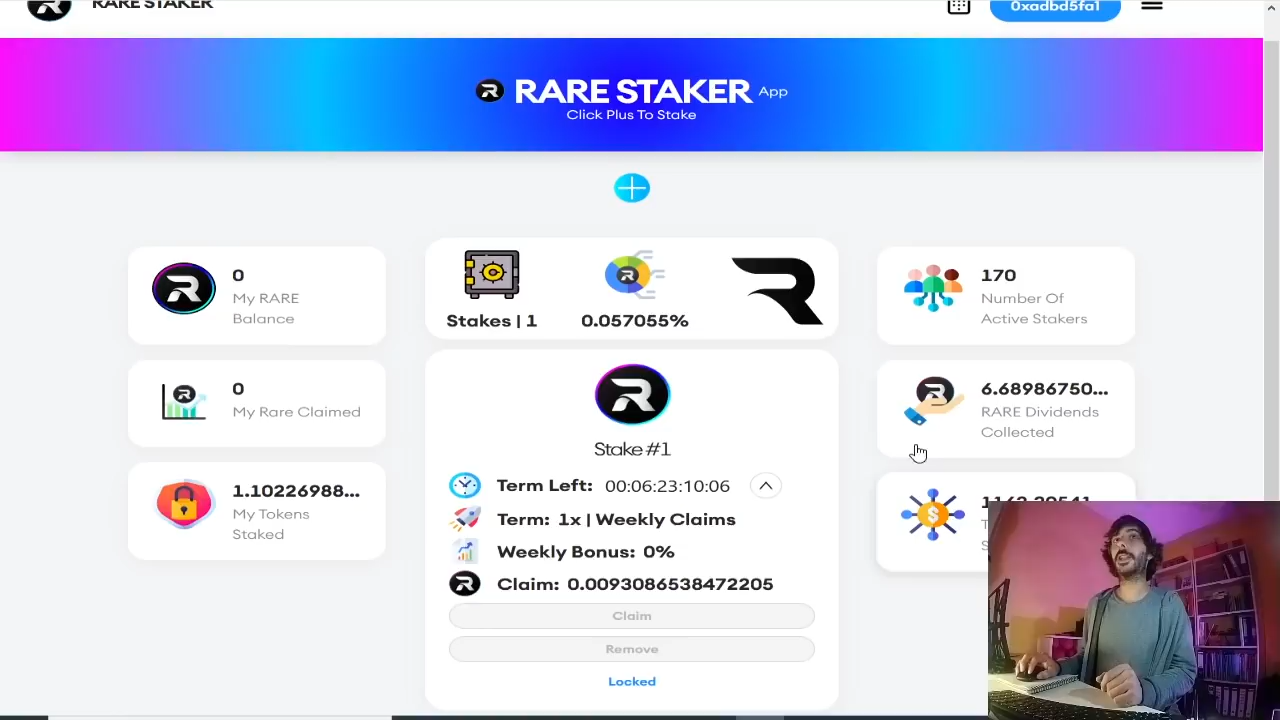 RARE STAKER
0xadbd5fa1
RARE STAKER App
Click Plus To Stake
0
My RARE
Balance
0
My Rare Claimed
1.10226988...
My Tokens
Staked
Stakes | 1
0.057055%
Stake #1
Term Left: 00:06:23:10:06
Term: 1x | Weekly Claims
Weekly Bonus: 0%
Claim: 0.0093086538472205
Claim
Remove
Locked
170
Number Of
Active Stakers
6.68986750...
RARE Dividends
Collected